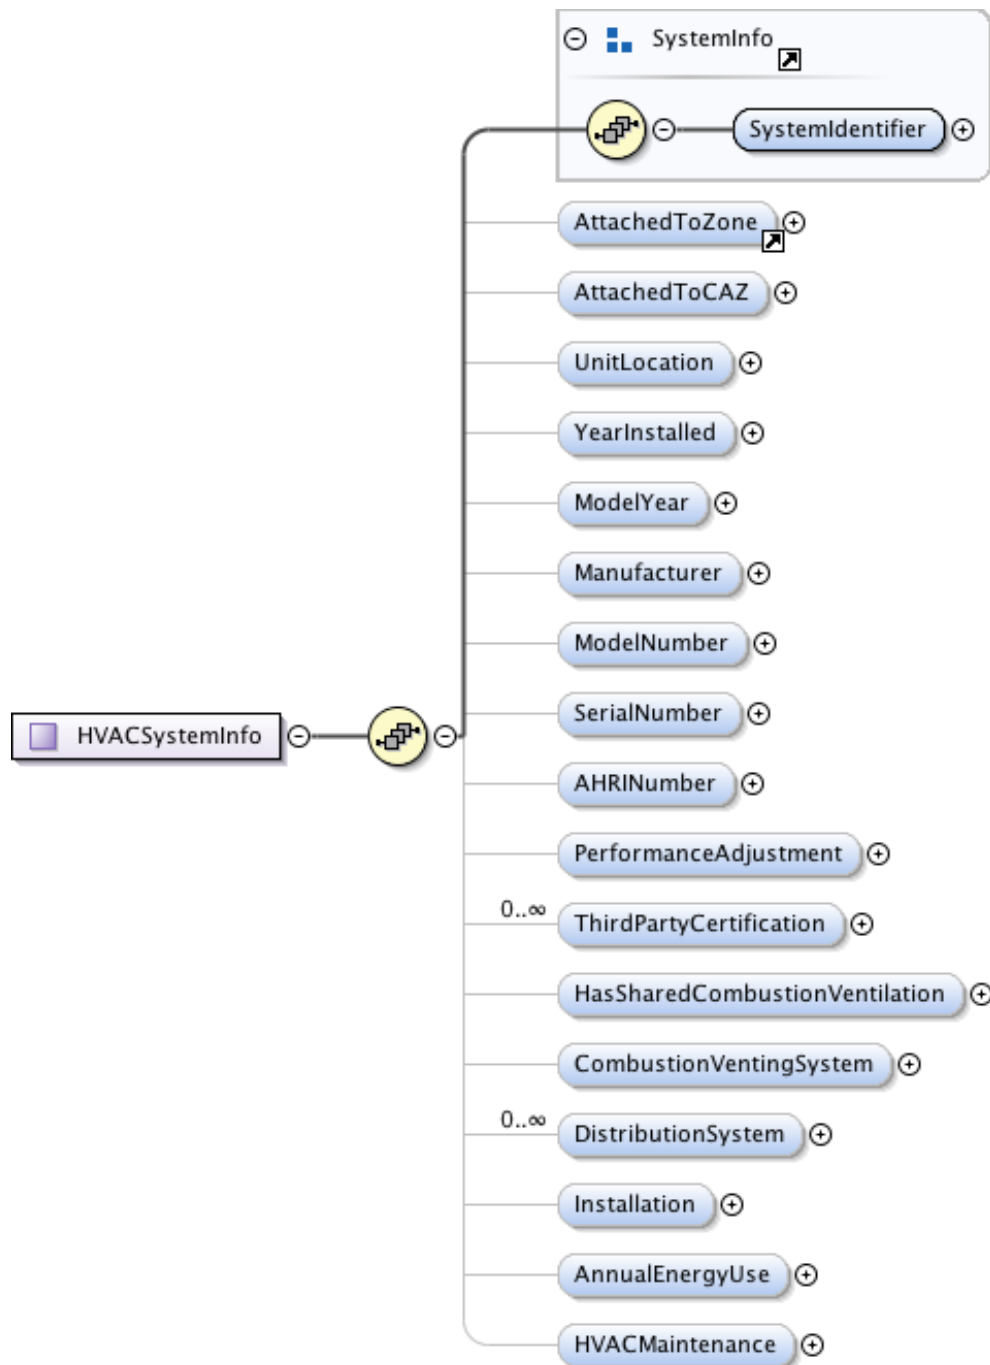 SystemInfo
SystemIdentifier
AttachedToZone
AttachedToCAZ
UnitLocation
YearInstalled
ModelYear
Manufacturer
ModelNumber
SerialNumber
HVACSystemInfo
AHRINumber
PerformanceAdjustment
0..∞
ThirdPartyCertification
HasSharedCombustionVentilation
CombustionVentingSystem
0..∞
DistributionSystem
Installation
AnnualEnergyUse
HVACMaintenance